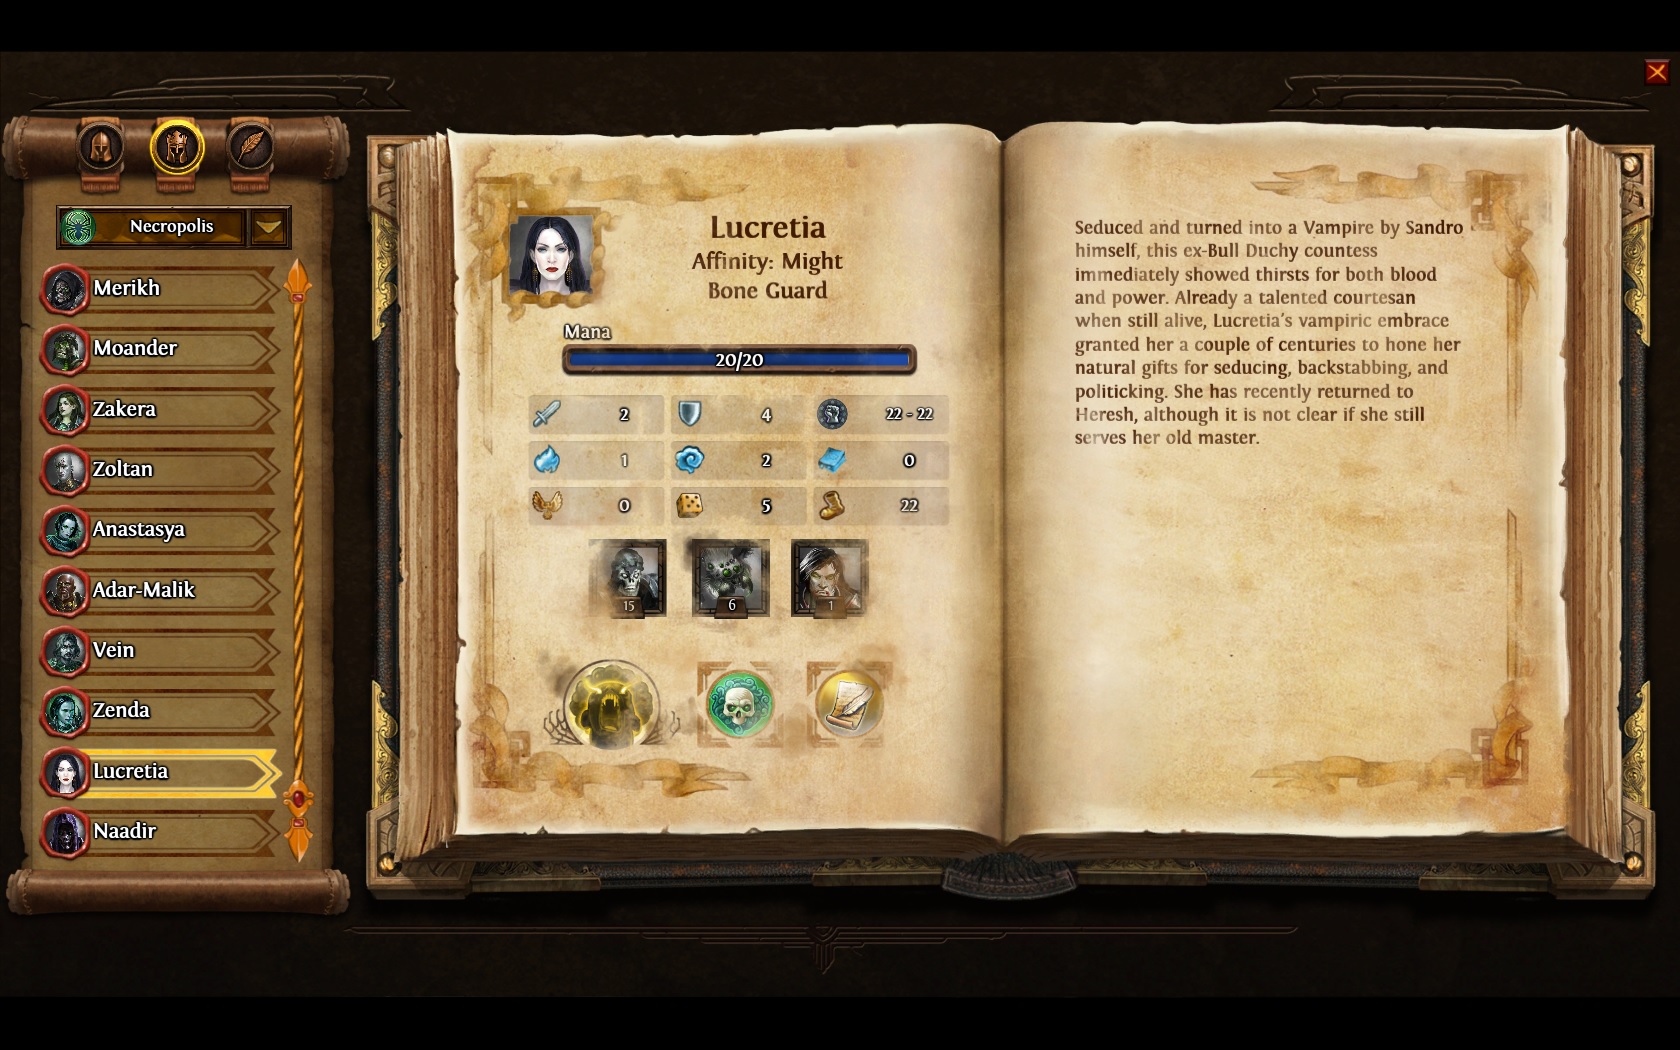 Necropolis
Merikh
Moander
Zakera
Zoltan
Anastasya
Adar-Malik
Vein
Zenda
Lucretia
Naadir
Lucretia
Affinity: Might
Bone Guard
Mana
20/20
2
4
22 - 22
1
2
0
0
5
22
15
6
1
Seduced and turned into a Vampire by Sandro
himself, this ex-Bull Duchy countess
immediately showed thirsts for both blood
and power. Already a talented courtesan
when still alive, Lucretia's vampiric embrace
granted her a couple of centuries to hone her
natural gifts for seducing, backstabbing, and
politicking. She has recently returned to
Heresh, although it is not clear if she still
serves her old master.